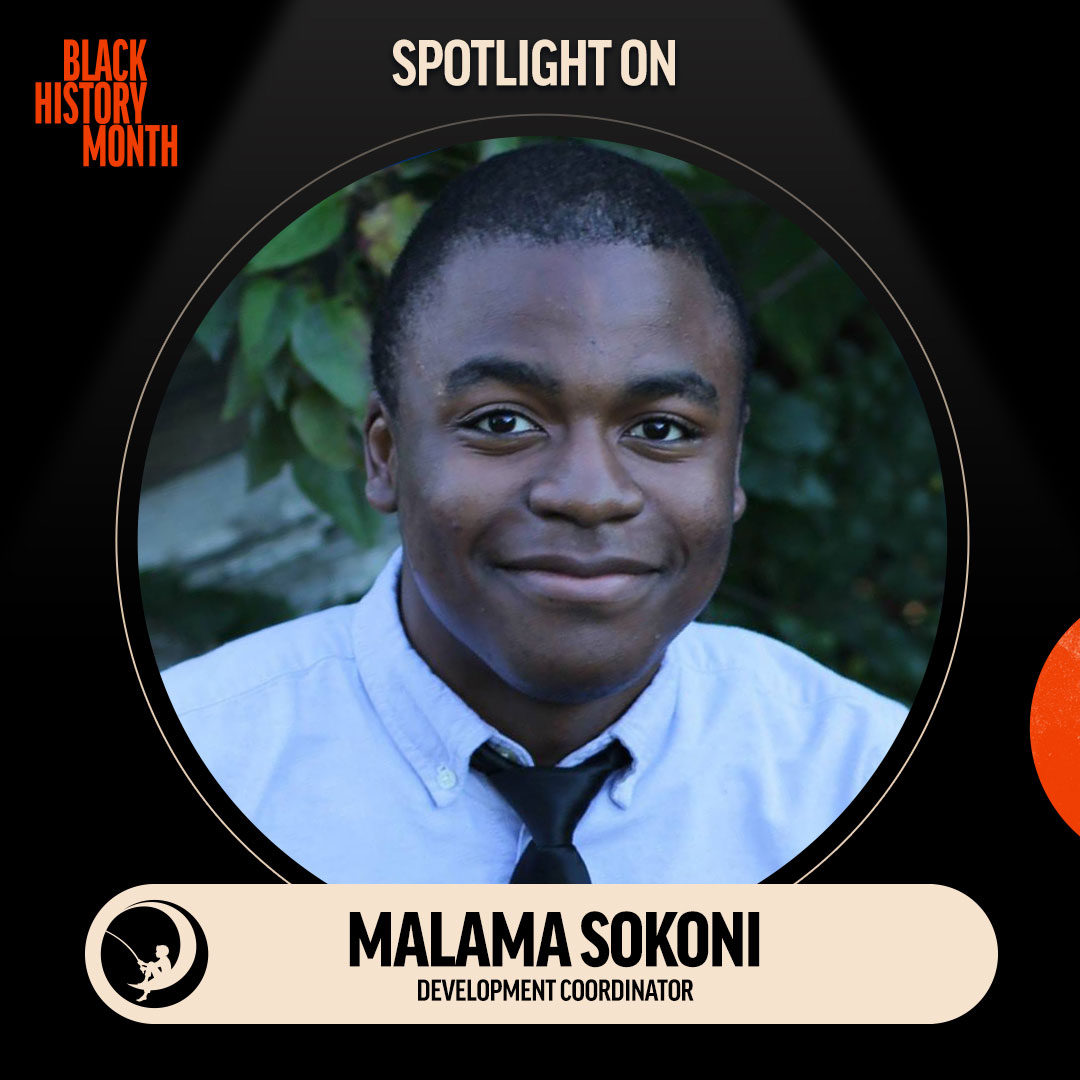 BLACK
HISTORY
MONTH
SPOTLIGHT ON
MALAMA SOKONI
DEVELOPMENT COORDINATOR